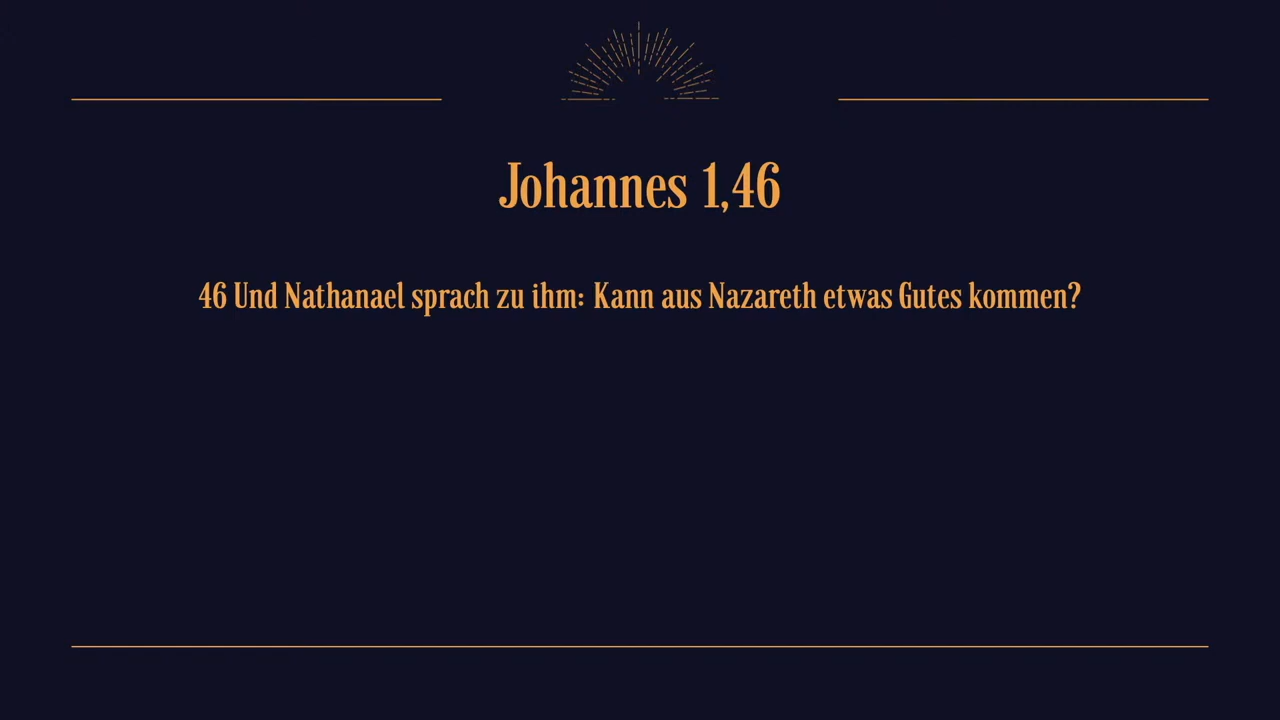 Johannes 1,46
46 Und Nathanael sprach zu ihm: Kann aus Nazareth etwas Gutes kommen?